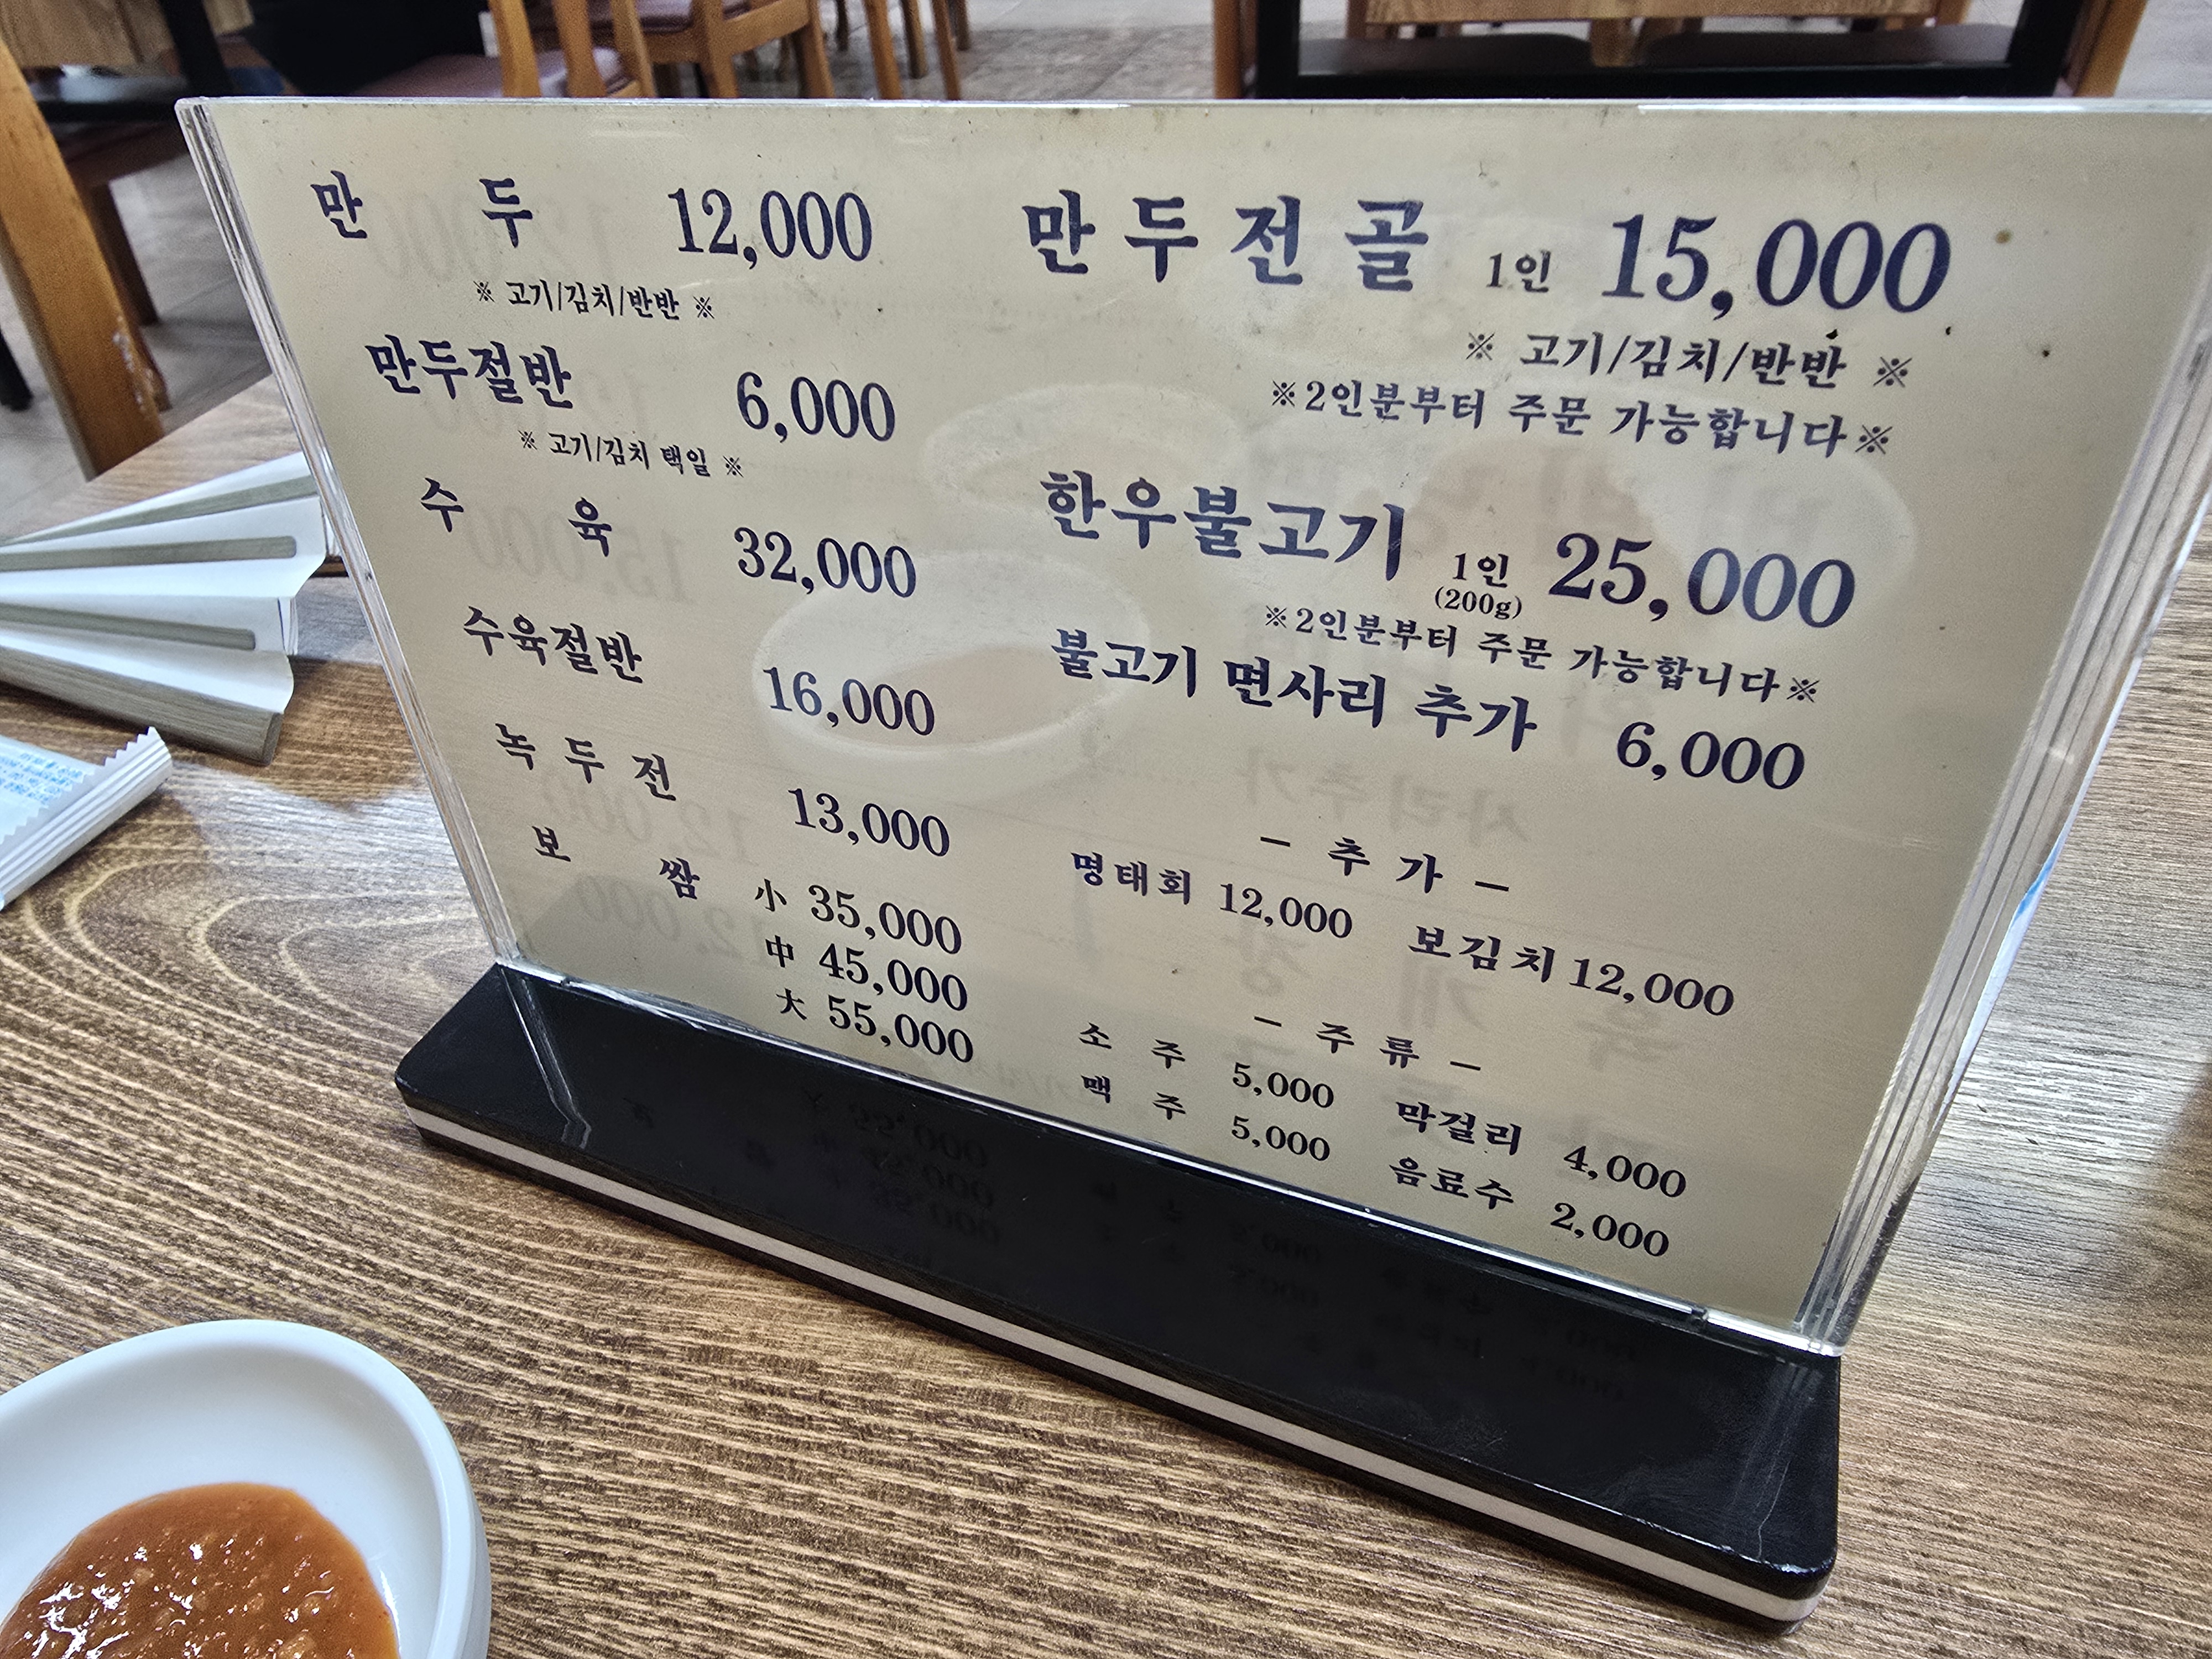 만 두 12,000
※ 고기/김치/반반 ※
만두절반 6,000
※ 고기/김치 택일 ※
수 육 32,000
수육절반 16,000
녹 두 전 13,000
보 쌈 小 35,000
中 45,000
大 55,000
만 두 전 골 1인 15,000
※ 고기/김치/반반 ※
※2인분부터 주문 가능합니다※
한우불고기 1인 (200g) 25,000
※2인분부터 주문 가능합니다※
불고기 면사리 추가 6,000
- 추 가 -
명태회 12,000 보김치 12,000
- 주 류 -
소 주 5,000 막걸리 4,000
맥 주 5,000 음료수 2,000